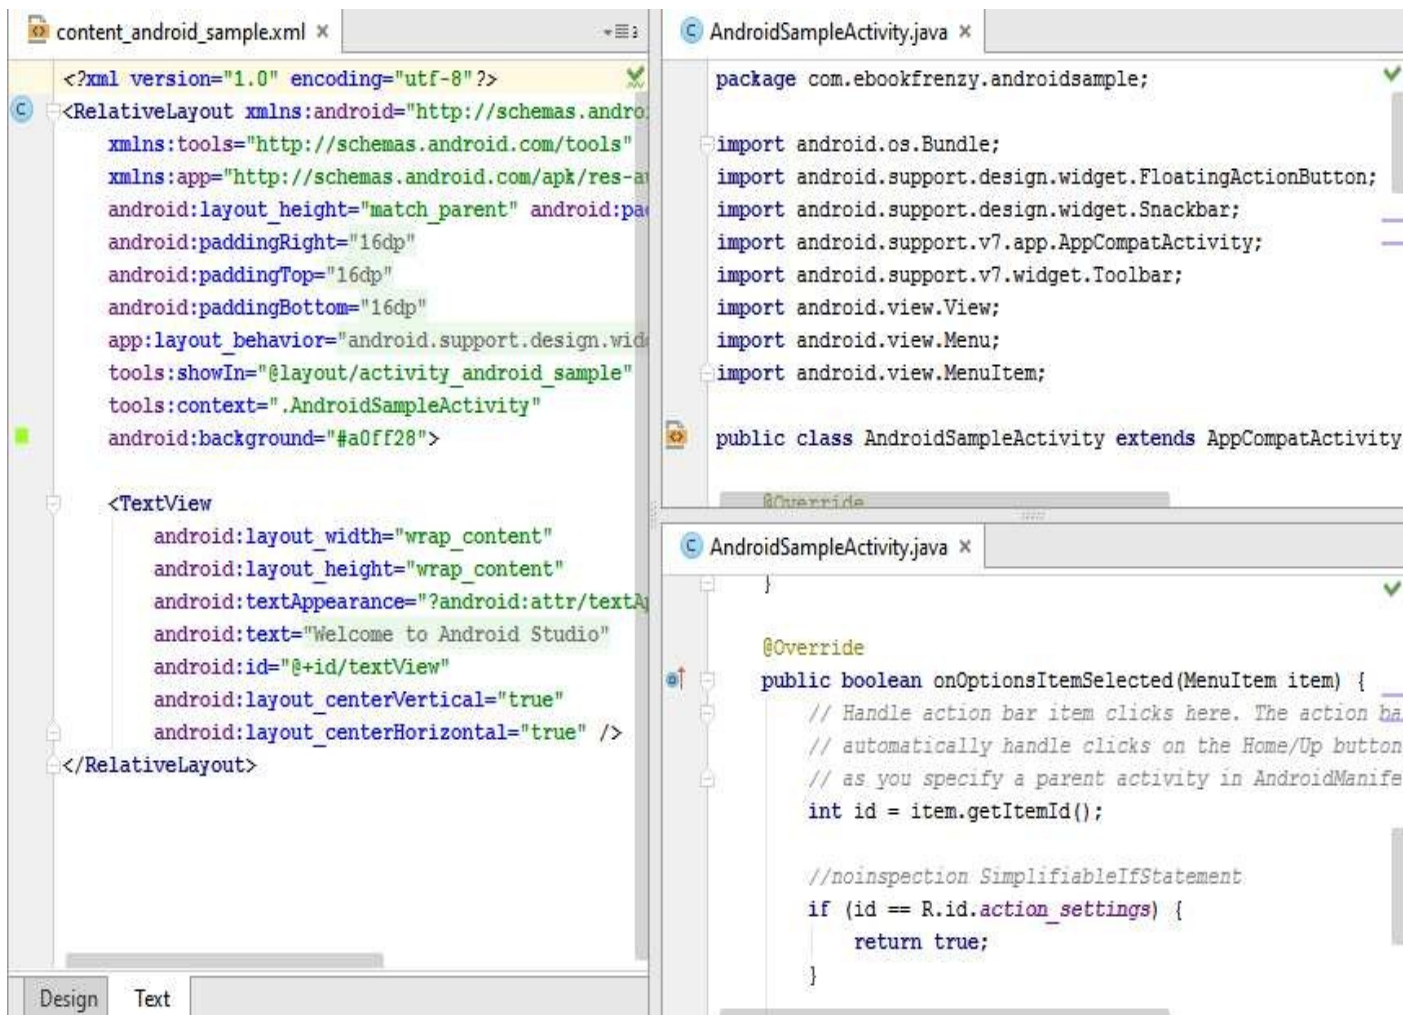 content_android_sample.xml
<?xml version="1.0" encoding="utf-8"?>
<RelativeLayout xmlns:android="http://schemas.andro
xmlns:tools="http://schemas.android.com/tools"
xmlns:app="http://schemas.android.com/apk/res-au
android:layout_height="match_parent" android:pa
android:paddingRight="16dp"
android:paddingTop="16dp"
android:paddingBottom="16dp"
app:layout_behavior="android.support.design.wid
tools:showIn="@layout/activity_android_sample"
tools:context=".AndroidSampleActivity"
android:background="#a0ff28">
<TextView
android:layout_width="wrap_content"
android:layout_height="wrap_content"
android:textAppearance="?android:attr/textA
android:text="Welcome to Android Studio"
android:id="@+id/textView"
android:layout_centerVertical="true"
android:layout_centerHorizontal="true" />
</RelativeLayout>
Design Text
AndroidSampleActivity.java
package com.ebookfrenzy.androidsample;
import android.os.Bundle;
import android.support.design.widget.FloatingActionButton;
import android.support.design.widget.Snackbar;
import android.support.v7.app.AppCompatActivity;
import android.support.v7.widget.Toolbar;
import android.view.View;
import android.view.Menu;
import android.view.MenuItem;
public class AndroidSampleActivity extends AppCompatActivity
@Override
AndroidSampleActivity.java
}
@Override
public boolean onOptionsItemSelected(MenuItem item) {
// Handle action bar item clicks here. The action ba
// automatically handle clicks on the Home/Up button
// as you specify a parent activity in AndroidManife
int id = item.getItemId();
//noinspection SimplifiableIfStatement
if (id == R.id.action_settings) {
return true;
}